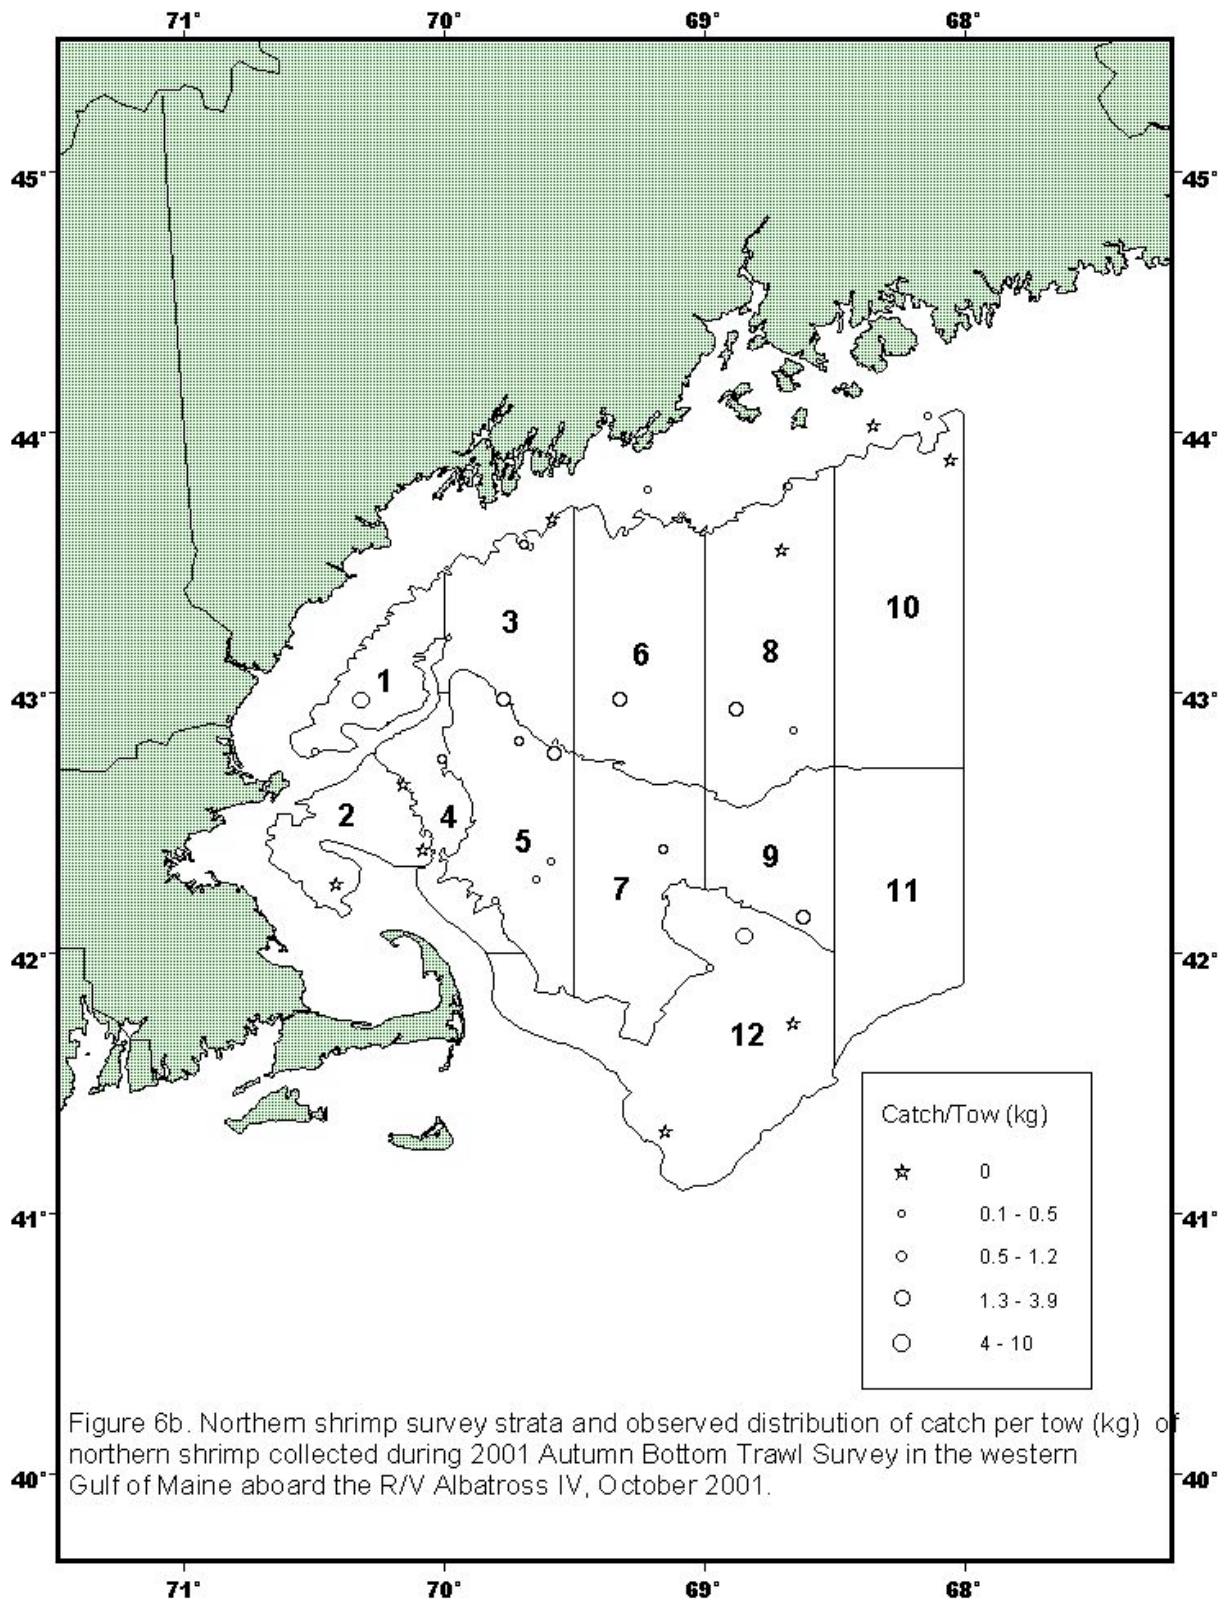 71° 70° 69° 68°
45° 45°
44° 44°
10
3
6
8
1
43° 43°
2
4
5
9
7
11
42° 42°
12
Catch/Tow (kg)
0
0.1 - 0.5
0.5 - 1.2
1.3 - 3.9
4 - 10
41° 41°
Figure 6b. Northern shrimp survey strata and observed distribution of catch per tow (kg) of
northern shrimp collected during 2001 Autumn Bottom Trawl Survey in the western
Gulf of Maine aboard the R/V Albatross IV, October 2001.
40° 40°
71° 70° 69° 68°